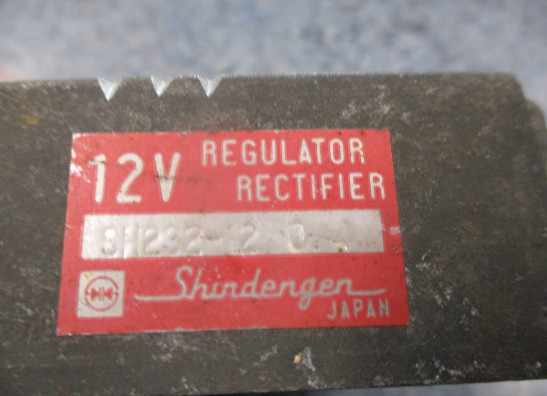 12V REGULATOR
RECTIFIER
SH232-12
Shindengen
JAPAN